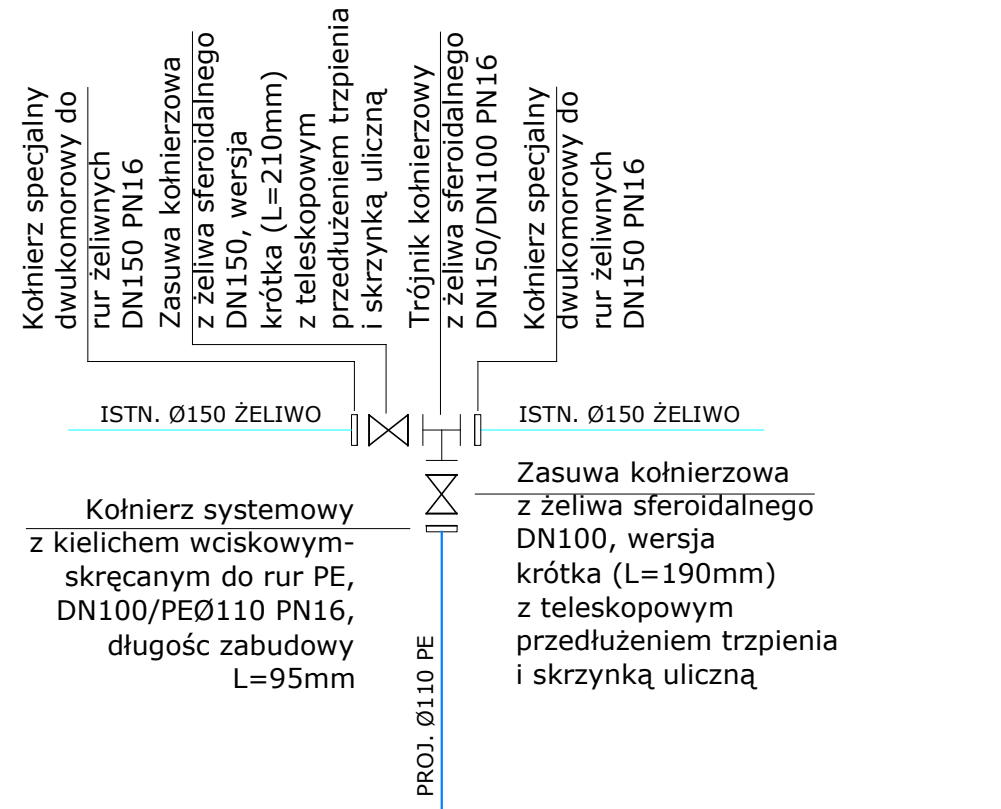 Kołnierz specjalny
dwukomorowy do
rur żeliwnych
DN150 PN16
Zasuwa kołnierzowa
z żeliwa sferoidalnego
DN150, wersja
krótka (L=210mm)
z teleskopowym
przedłużeniem trzpienia
i skrzynką uliczną
Trójnik kołnierzowy
z żeliwa sferoidalnego
DN150/DN100 PN16
Kołnierz specjalny
dwukomorowy do
rur żeliwnych
DN150 PN16
ISTN. Ø150 ŻELIWO
ISTN. Ø150 ŻELIWO
Kołnierz systemowy
z kielichem wciskowym-
skręcanym do rur PE,
DN100/PEØ110 PN16,
długośc zabudowy
L=95mm
Zasuwa kołnierzowa
z żeliwa sferoidalnego
DN100, wersja
krótka (L=190mm)
z teleskopowym
przedłużeniem trzpienia
i skrzynką uliczną
PROJ. Ø110 PE